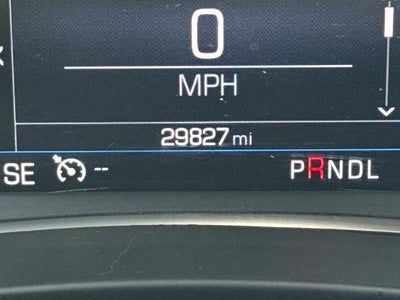 0
MPH
29827 mi
SE -- PRNDL